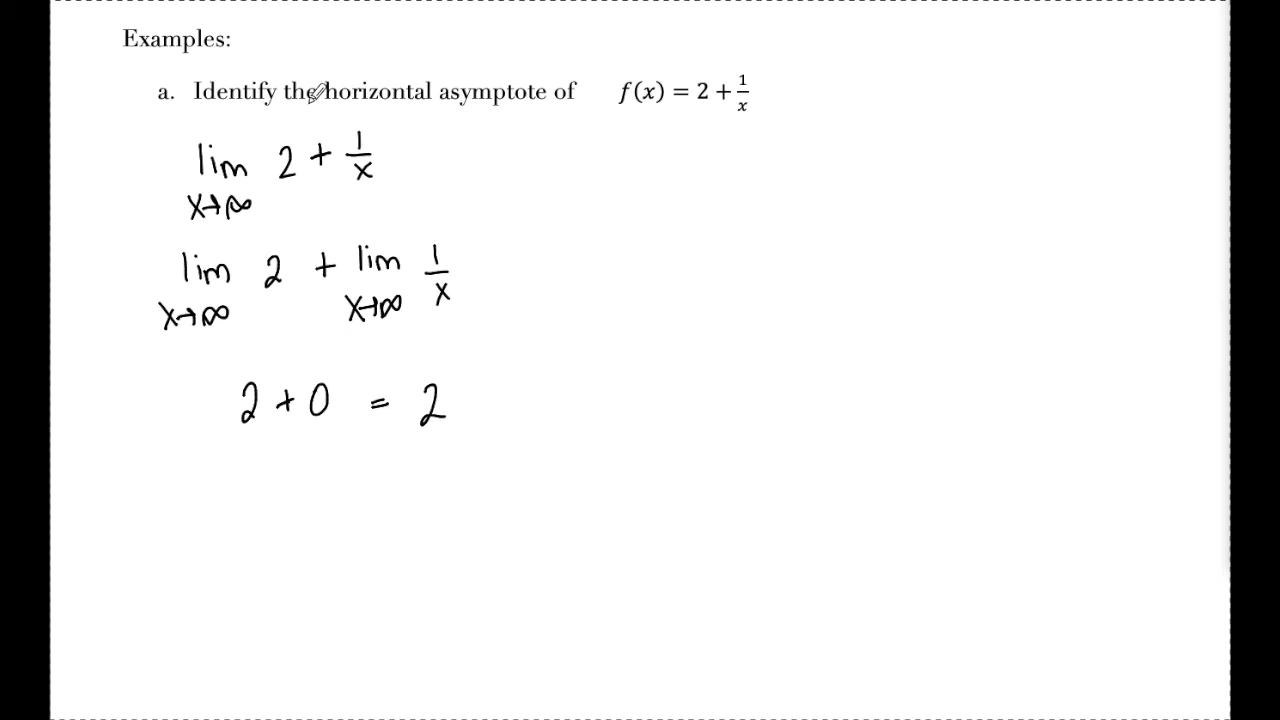 Examples:
a. Identify the horizontal asymptote of f(x) = 2 + 1/x
lim 2 + 1/x
x→∞
lim 2 + lim 1/x
x→∞ x→∞
2 + 0 = 2